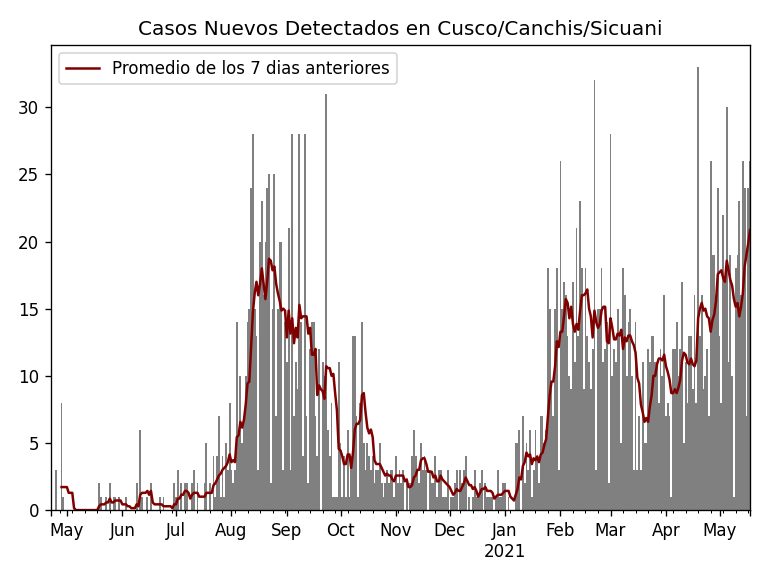 Casos Nuevos Detectados en Cusco/Canchis/Sicuani
Promedio de los 7 dias anteriores
30
25
20
15
10
5
0
May Jun Jul Aug Sep Oct Nov Dec Jan Feb Mar Apr May
2021